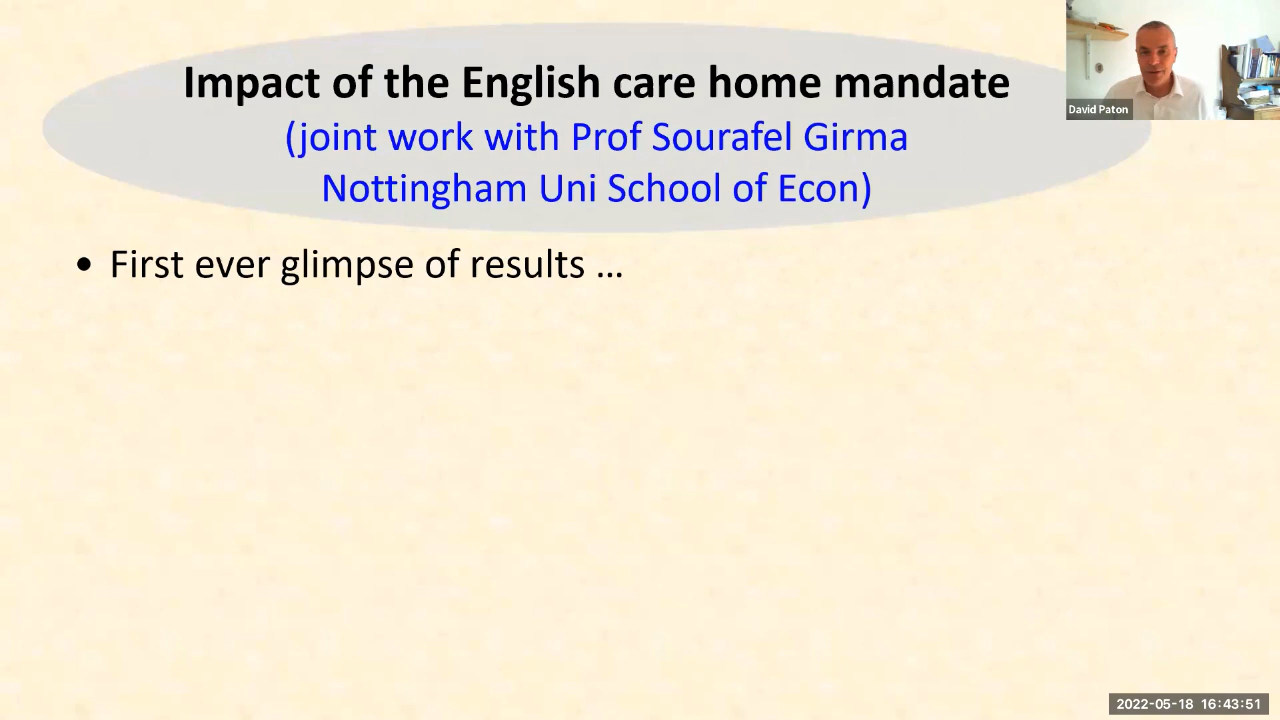 Impact of the English care home mandate
(joint work with Prof Sourafel Girma
Nottingham Uni School of Econ)
• First ever glimpse of results ...
David Paton
2022-05-18 16:43:51